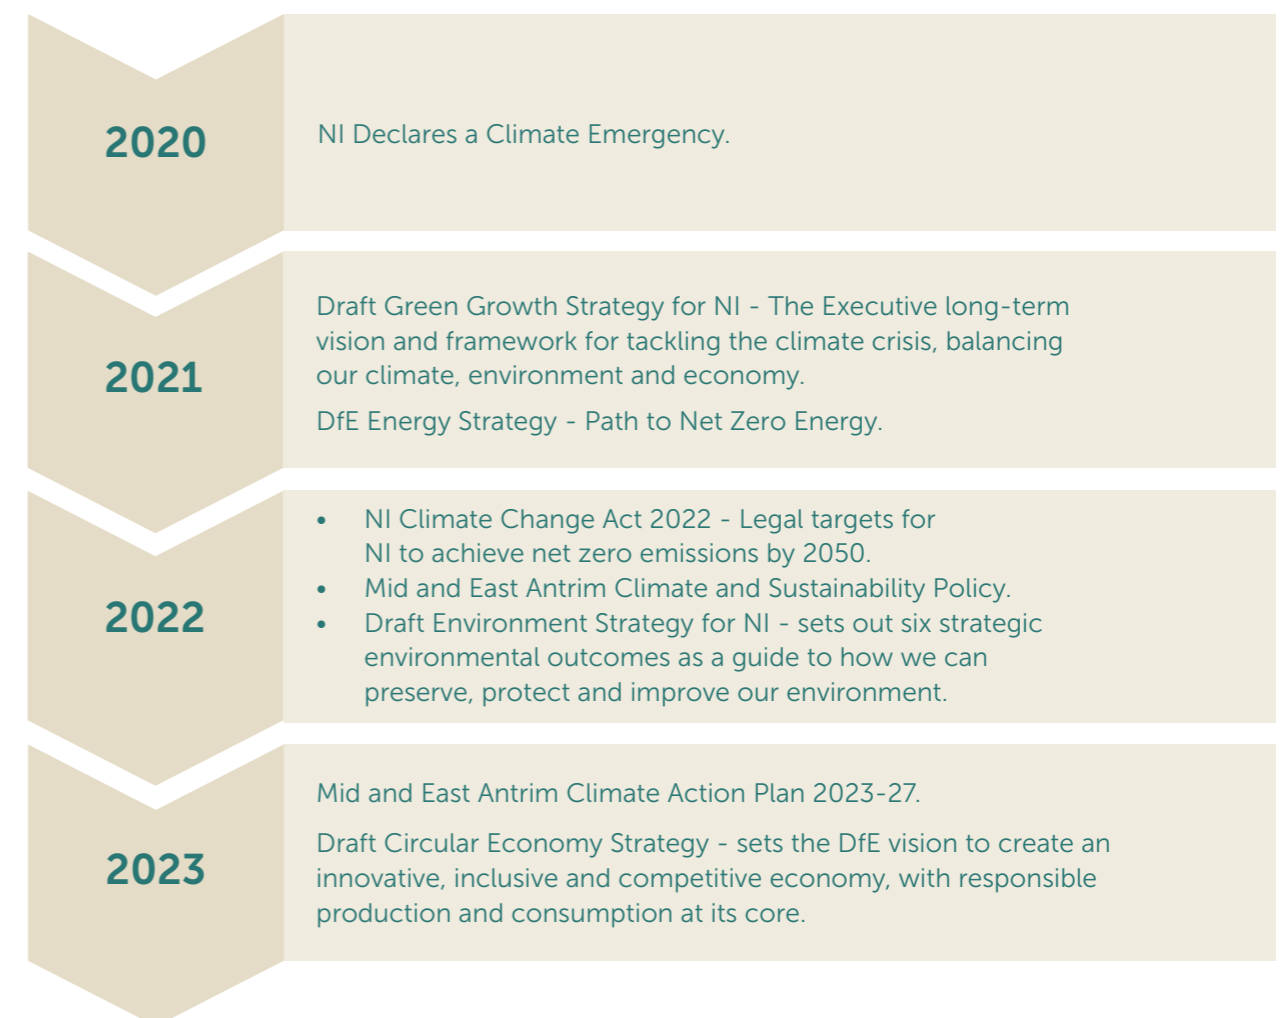 2020
NI Declares a Climate Emergency.
2021
Draft Green Growth Strategy for NI - The Executive long-term
vision and framework for tackling the climate crisis, balancing
our climate, environment and economy.
DfE Energy Strategy - Path to Net Zero Energy.
2022
• NI Climate Change Act 2022 - Legal targets for
NI to achieve net zero emissions by 2050.
• Mid and East Antrim Climate and Sustainability Policy.
• Draft Environment Strategy for NI - sets out six strategic
environmental outcomes as a guide to how we can
preserve, protect and improve our environment.
2023
Mid and East Antrim Climate Action Plan 2023-27.
Draft Circular Economy Strategy - sets the DfE vision to create an
innovative, inclusive and competitive economy, with responsible
production and consumption at its core.